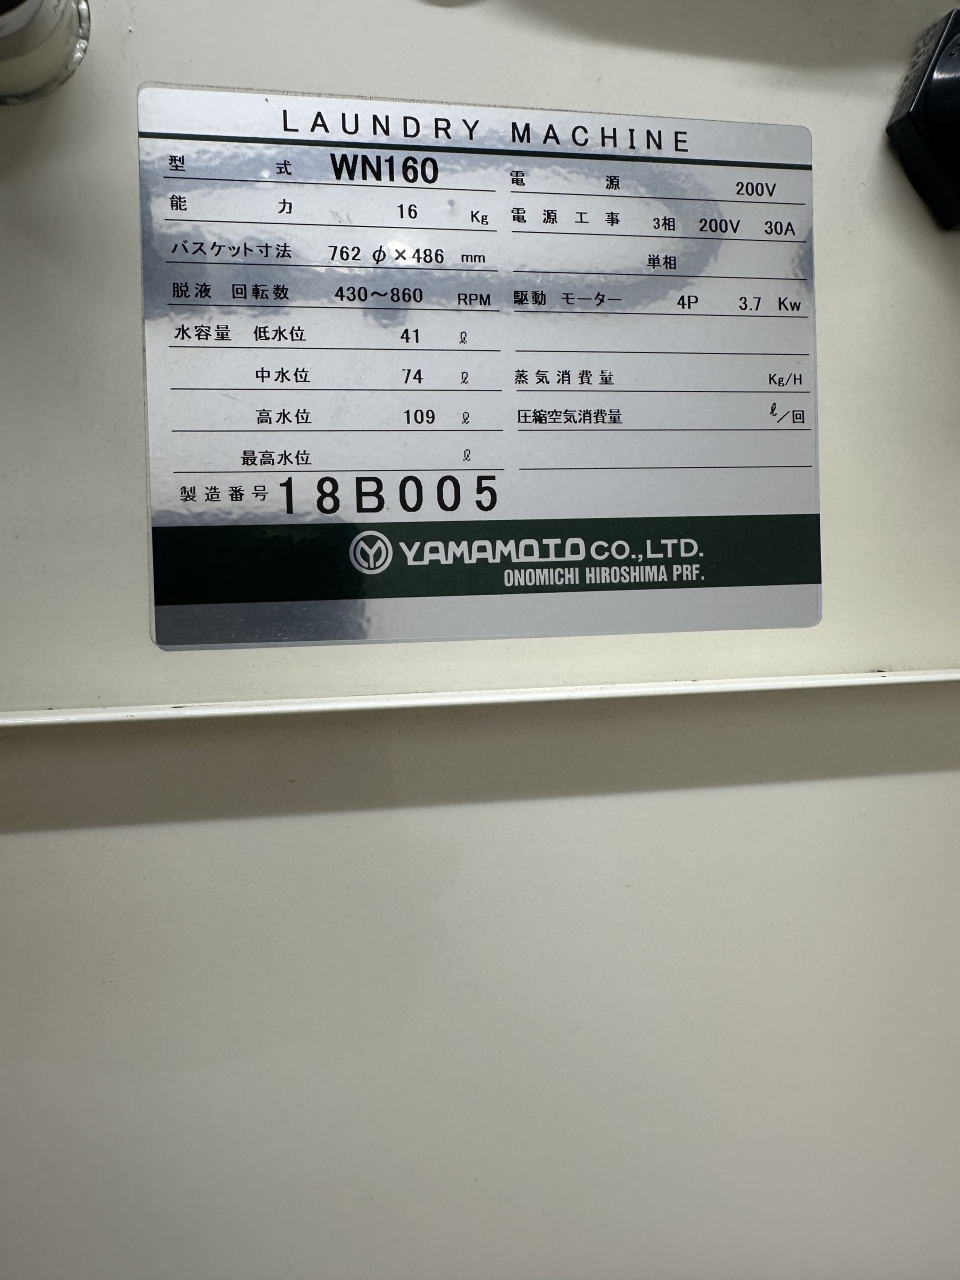 LAUNDRY MACHINE
型 式 WN160
能 力 16 Kg
バスケット寸法 762 φ×486 mm
脱液 回転数 430～860 RPM
水容量 低水位 41 ℓ
中水位 74 ℓ
高水位 109 ℓ
最高水位 ℓ
製造番号 18B005
電 源 200V
電源工事 3相 200V 30A
単相
駆動 モーター 4P 3.7 Kw
蒸気消費量 Kg/H
圧縮空気消費量 ℓ/回
YAMAMOTO CO.,LTD.
ONOMICHI HIROSHIMA PRF.